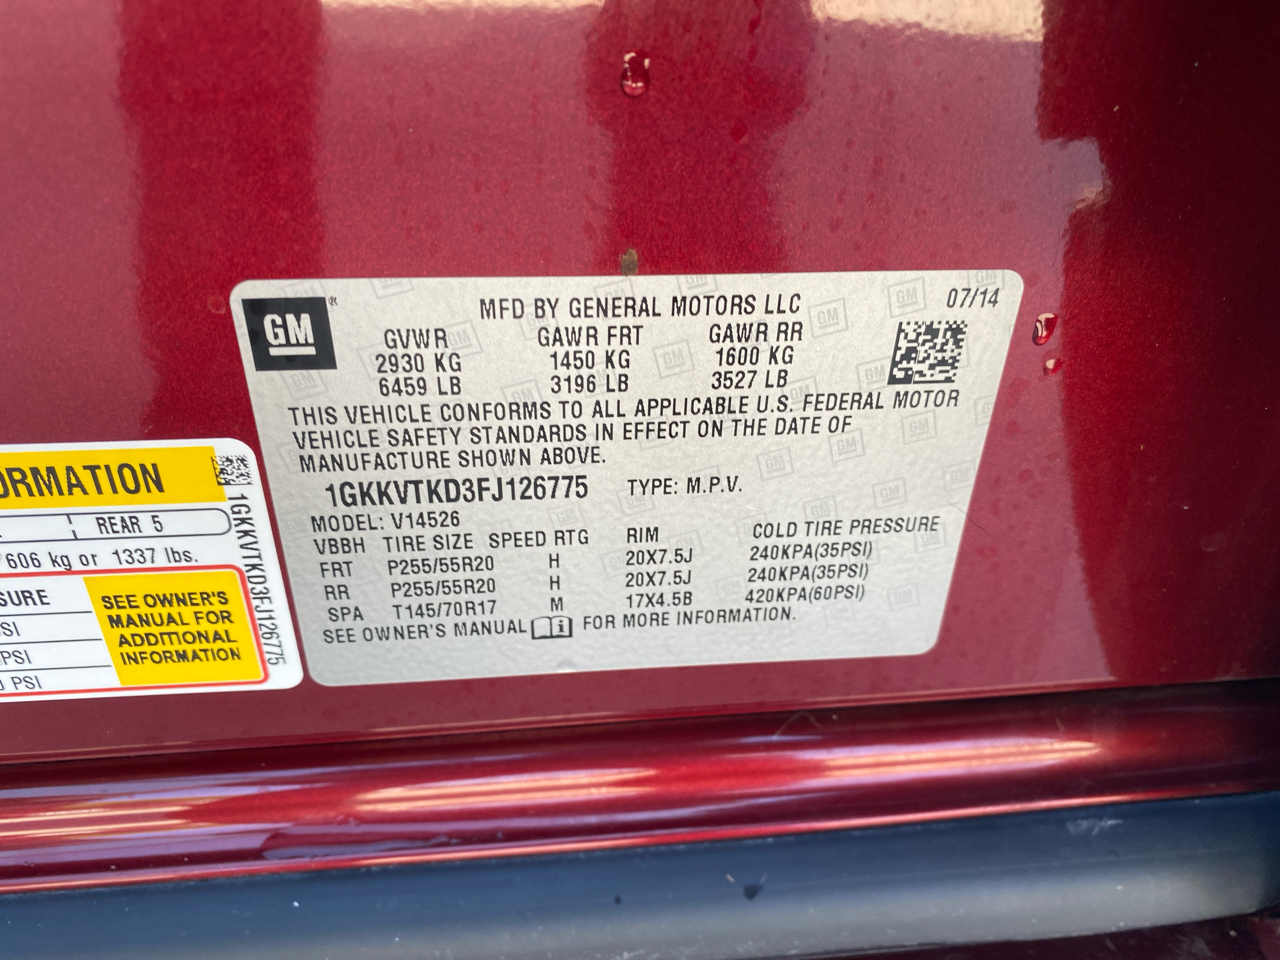 GM
MFD BY GENERAL MOTORS LLC
07/14
GVWR GAWR FRT GAWR RR
2930 KG 1450 KG 1600 KG
6459 LB 3196 LB 3527 LB
THIS VEHICLE CONFORMS TO ALL APPLICABLE U.S. FEDERAL MOTOR
VEHICLE SAFETY STANDARDS IN EFFECT ON THE DATE OF
MANUFACTURE SHOWN ABOVE.
1GKKVTKD3FJ126775 TYPE: M.P.V.
MODEL: V14526
VBBH TIRE SIZE SPEED RTG RIM COLD TIRE PRESSURE
FRT P255/55R20 H 20X7.5J 240KPA(35PSI)
RR P255/55R20 H 20X7.5J 240KPA(35PSI)
SPA T145/70R17 M 17X4.5B 420KPA(60PSI)
SEE OWNER'S MANUAL FOR MORE INFORMATION.
ORMATION
REAR 5
606 kg or 1337 lbs.
SURE
SI
PSI
PSI
SEE OWNER'S
MANUAL FOR
ADDITIONAL
INFORMATION
1GKKVTKD3FJ126775